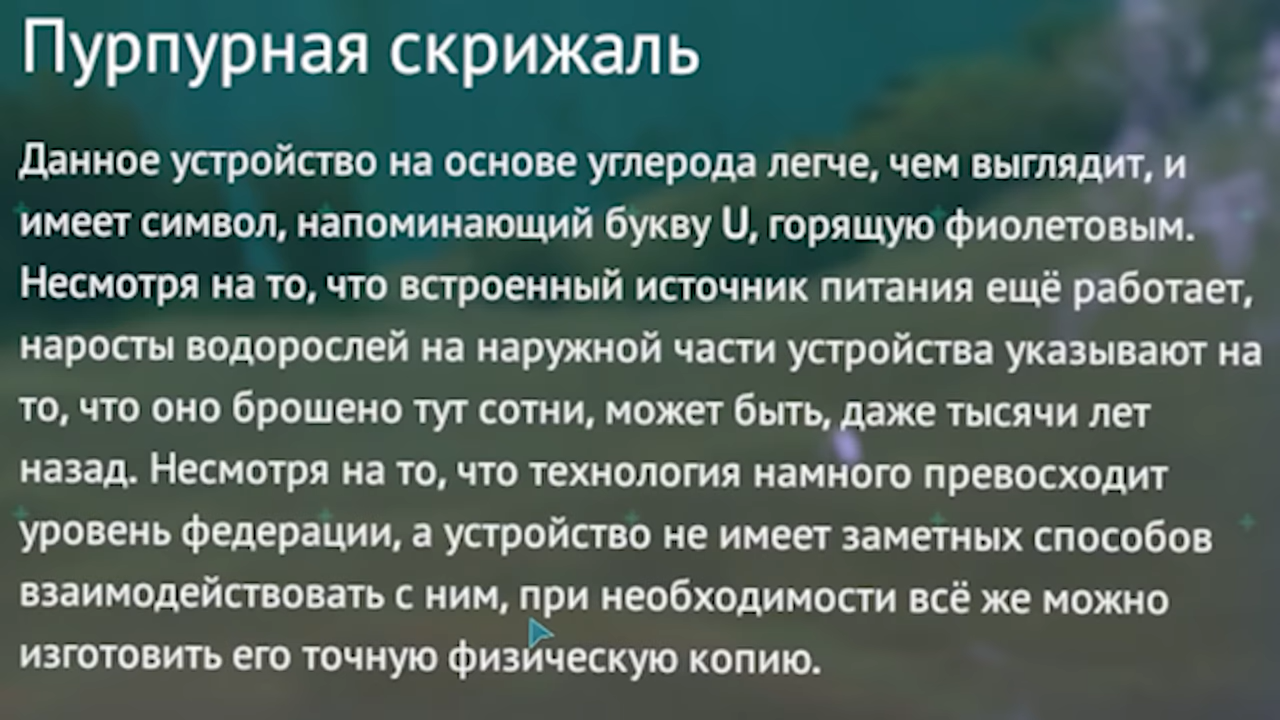 Пурпурная скрижаль
Данное устройство на основе углерода легче, чем выглядит, и
имеет символ, напоминающий букву U, горящую фиолетовым.
Несмотря на то, что встроенный источник питания ещё работает,
наросты водорослей на наружной части устройства указывают на
то, что оно брошено тут сотни, может быть, даже тысячи лет
назад. Несмотря на то, что технология намного превосходит
уровень федерации, а устройство не имеет заметных способов
взаимодействовать с ним, при необходимости всё же можно
изготовить его точную физическую копию.